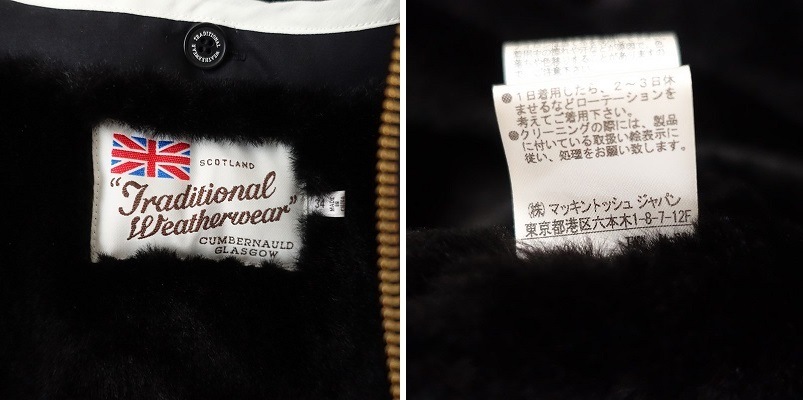 TRADITIONAL WEATHERWEAR
SCOTLAND
"Traditional
Weatherwear"
CUMBERNAULD
GLASGOW
34
MADE IN
●1日着用したら、2～3日休
ませるなどローテーションを
考えてご着用下さい。
●クリーニングの際には、製品
に付いている取扱い絵表示に
従い、処理をお願い致します。
㈱マッキントッシュ ジャパン
東京都港区六本木1-8-7-12F